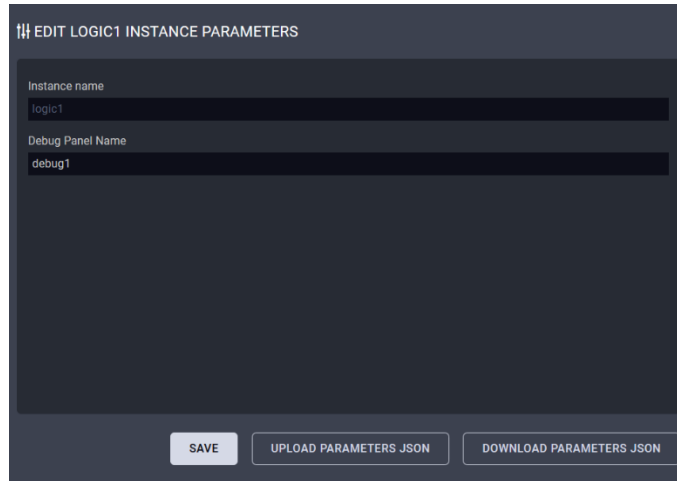 EDIT LOGIC1 INSTANCE PARAMETERS
Instance name
logic1
Debug Panel Name
debug1
SAVE
UPLOAD PARAMETERS JSON
DOWNLOAD PARAMETERS JSON